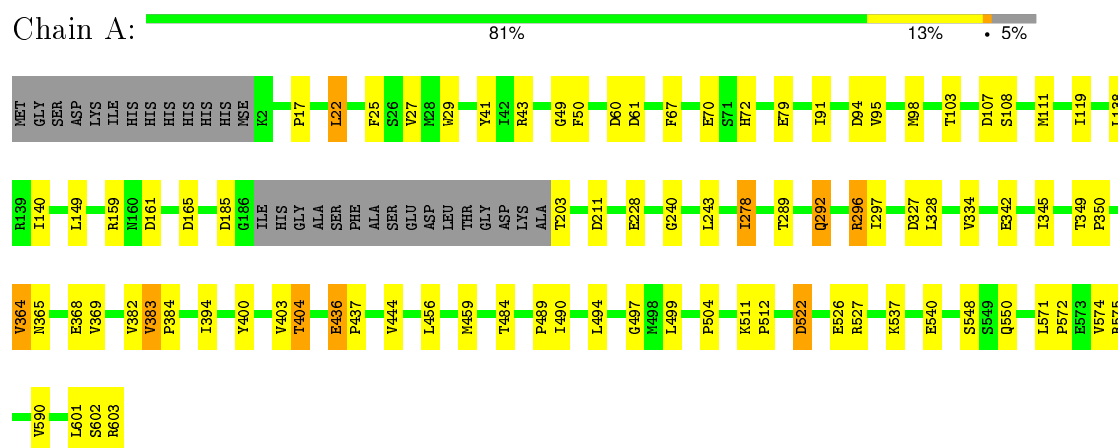 Chain A:
81% 13% • 5%
MET GLY SER ASP LYS ILE HIS HIS HIS HIS HIS HIS MSE K2 P17 L22 F25 S26 V27 M28 W29 Y41 I42 R43 G49 F50 D60 D61 F67 E70 S71 H72 E79 I91 D94 V95 M98 T103 D107 S108 M111 I119 L138
R139 I140 L149 R159 N160 D161 D165 D185 G186 ILE HIS GLY ALA SER PHE ALA SER GLU ASP LEU THR GLY ASP LYS ALA T203 D211 E228 G240 L243 I278 T289 Q292 R296 I297 D327 L328 V334 E342 I345 T349 P350
V364 N365 E368 V369 V382 V383 P384 I394 Y400 V403 T404 E436 P437 V444 L456 M459 T484 P489 I490 L494 G497 M498 L499 P504 K511 P512 D522 E526 R527 K537 E540 S548 S549 Q550 L571 P572 E573 V574 R575
V590 L601 S602 R603